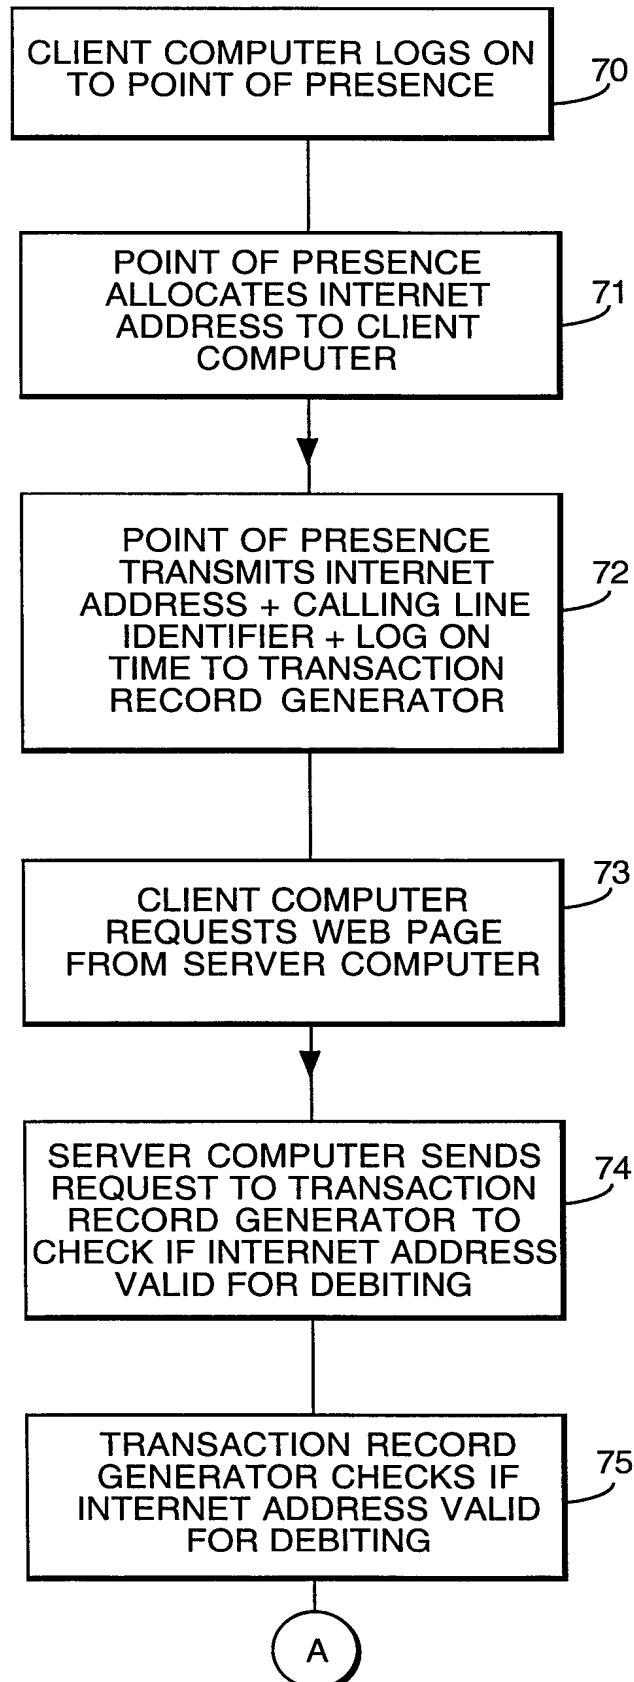 CLIENT COMPUTER LOGS ON
TO POINT OF PRESENCE
70
POINT OF PRESENCE
ALLOCATES INTERNET
ADDRESS TO CLIENT
COMPUTER
71
POINT OF PRESENCE
TRANSMITS INTERNET
ADDRESS + CALLING LINE
IDENTIFIER + LOG ON
TIME TO TRANSACTION
RECORD GENERATOR
72
CLIENT COMPUTER
REQUESTS WEB PAGE
FROM SERVER COMPUTER
73
SERVER COMPUTER SENDS
REQUEST TO TRANSACTION
RECORD GENERATOR TO
CHECK IF INTERNET ADDRESS
VALID FOR DEBITING
74
TRANSACTION RECORD
GENERATOR CHECKS IF
INTERNET ADDRESS VALID
FOR DEBITING
75
A